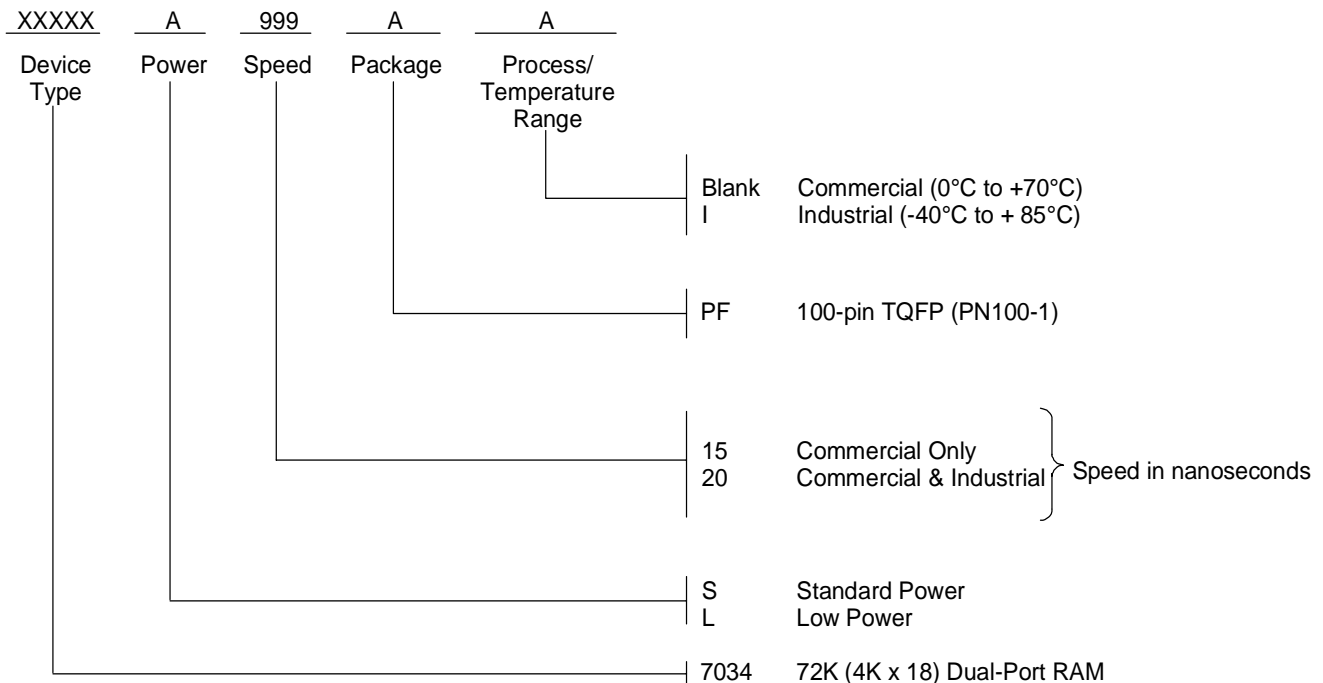 XXXXX A 999 A A
Device Type Power Speed Package Process/ Temperature Range
Blank Commercial (0°C to +70°C)
I Industrial (-40°C to + 85°C)
PF 100-pin TQFP (PN100-1)
15 Commercial Only
20 Commercial & Industrial
Speed in nanoseconds
S Standard Power
L Low Power
7034 72K (4K x 18) Dual-Port RAM